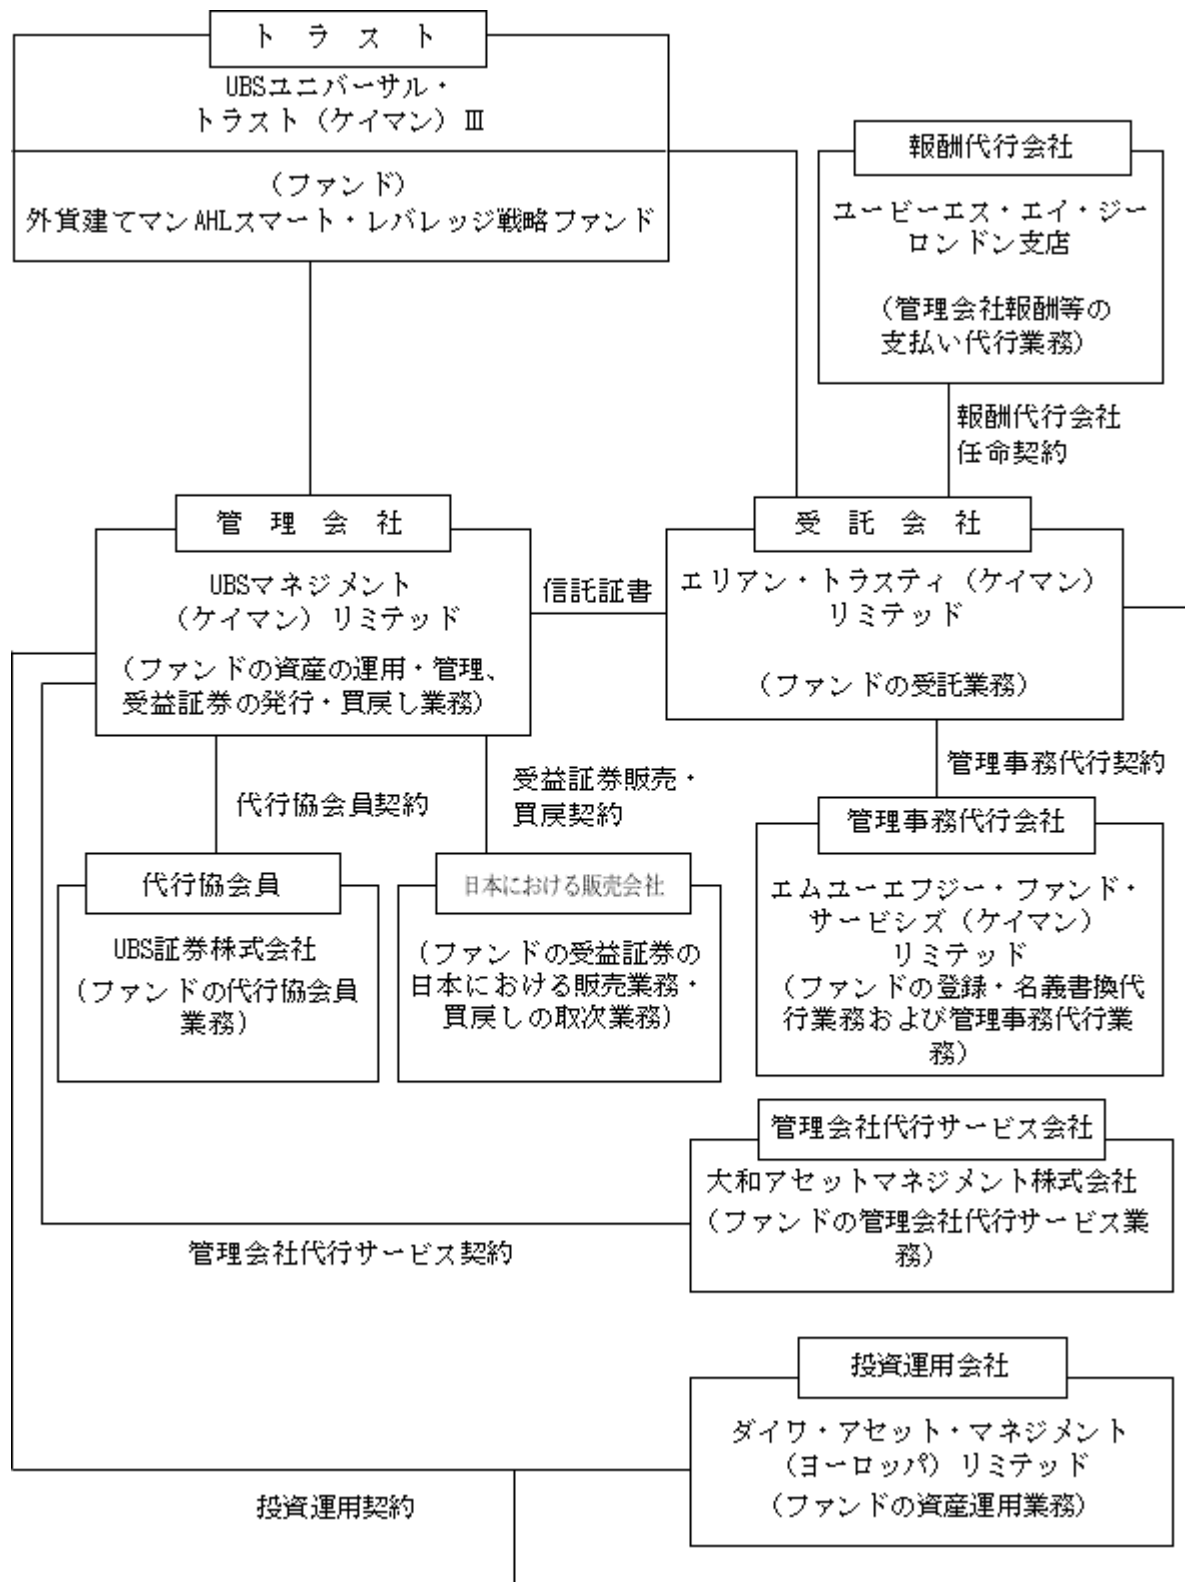 ト ラ ス ト
UBSユニバーサル・
トラスト（ケイマン）Ⅲ
（ファンド）
外貨建てマンAHLスマート・レバレッジ戦略ファンド
報酬代行会社
ユービーエス・エイ・ジー
ロンドン支店
（管理会社報酬等の
支払い代行業務）
報酬代行会社
任命契約
管 理 会 社
UBSマネジメント
（ケイマン）リミテッド
（ファンドの資産の運用・管理、
受益証券の発行・買戻し業務）
信託証書
受 託 会 社
エリアン・トラスティ（ケイマン）
リミテッド
（ファンドの受託業務）
代行協会員契約
受益証券販売・
買戻契約
管理事務代行契約
代行協会員
UBS証券株式会社
（ファンドの代行協会員
業務）
日本における販売会社
（ファンドの受益証券の
日本における販売業務・
買戻しの取次業務）
管理事務代行会社
エムユーエフジー・ファンド・
サービシズ（ケイマン）
リミテッド
（ファンドの登録・名義書換代
行業務および管理事務代行業
務）
管理会社代行サービス会社
大和アセットマネジメント株式会社
（ファンドの管理会社代行サービス業
務）
管理会社代行サービス契約
投資運用会社
ダイワ・アセット・マネジメント
（ヨーロッパ）リミテッド
（ファンドの資産運用業務）
投資運用契約